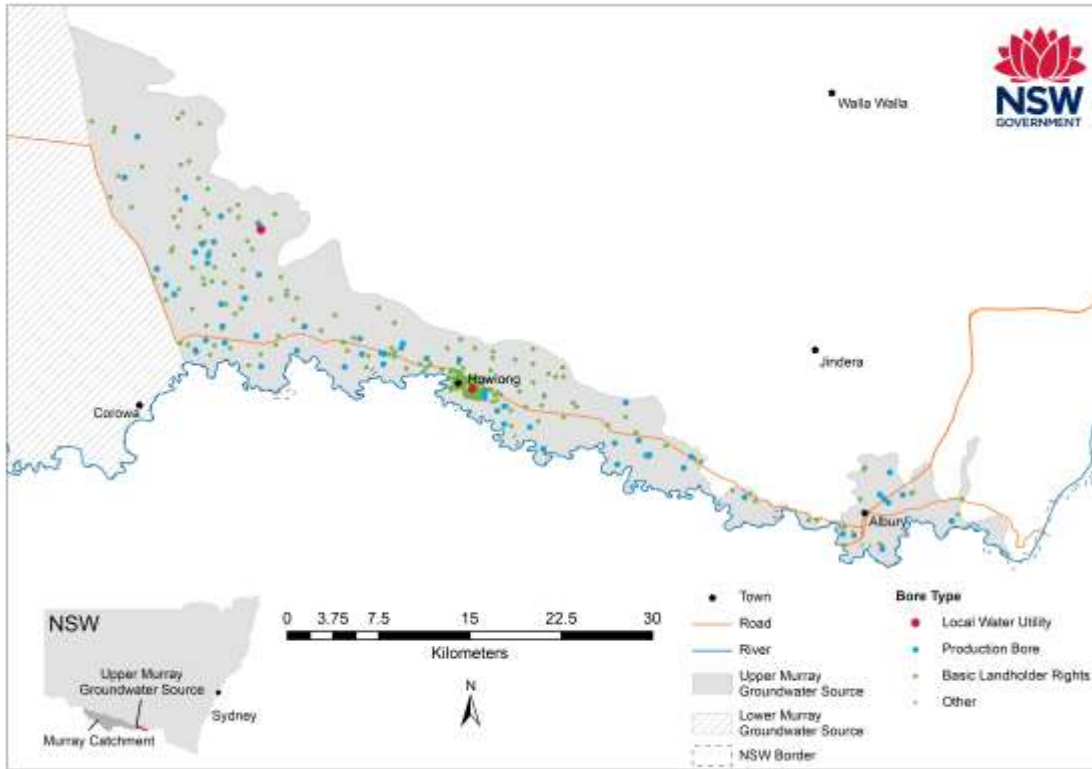 NSW
GOVERNMENT
Walla Walla
Jindera
Howlong
Corowa
Albury
NSW
Upper Murray
Groundwater Source
Sydney
Murray Catchment
0 3.75 7.5 15 22.5 30
Kilometers
N
Town
Road
River
Upper Murray
Groundwater Source
Lower Murray
Groundwater Source
NSW Border
Bore Type
Local Water Utility
Production Bore
Basic Landholder Rights
Other